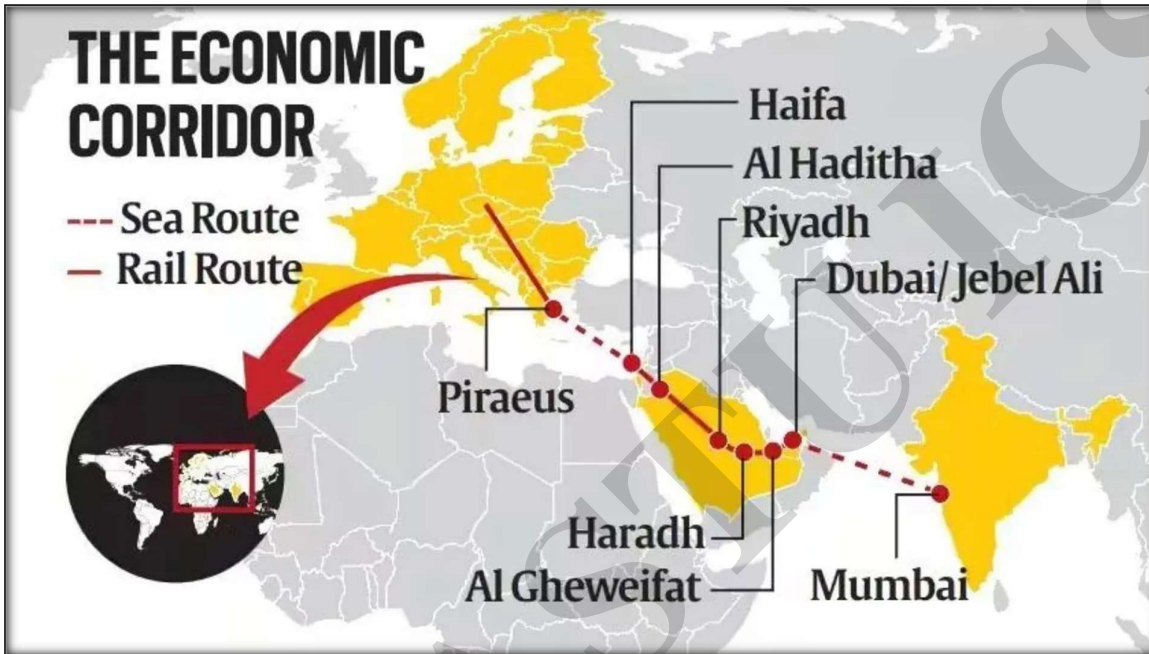 THE ECONOMIC
CORRIDOR
Sea Route
Rail Route
Haifa
Al Haditha
Riyadh
Dubai/Jebel Ali
Piraeus
Haradh
Al Gheweifat
Mumbai